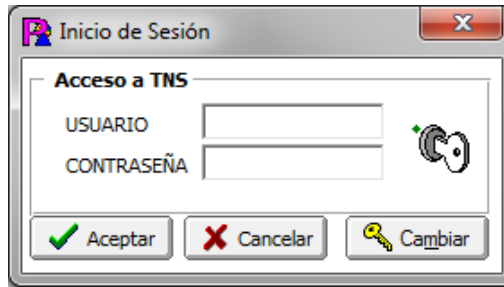 Inicio de Sesión
Acceso a TNS
USUARIO
CONTRASEÑA
Aceptar Cancelar Cambiar